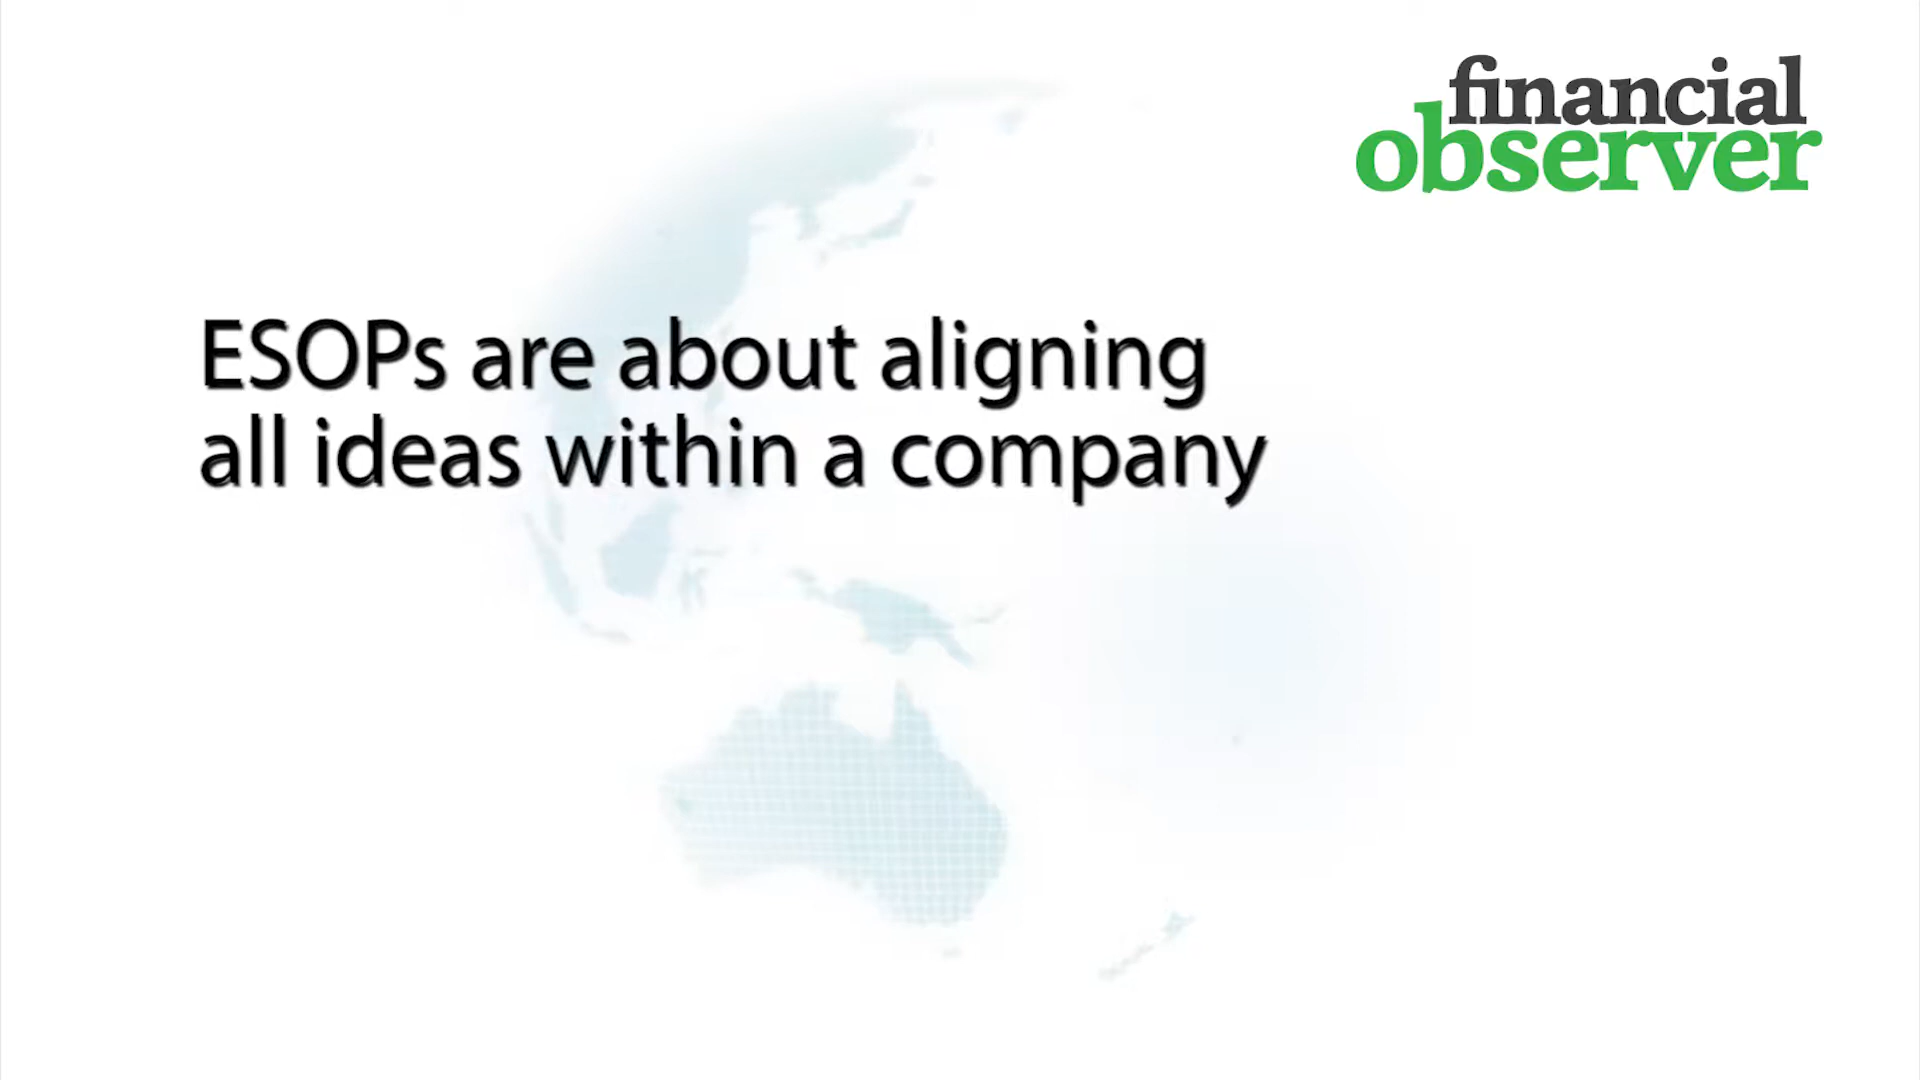 financial
observer
ESOPs are about aligning
all ideas within a company